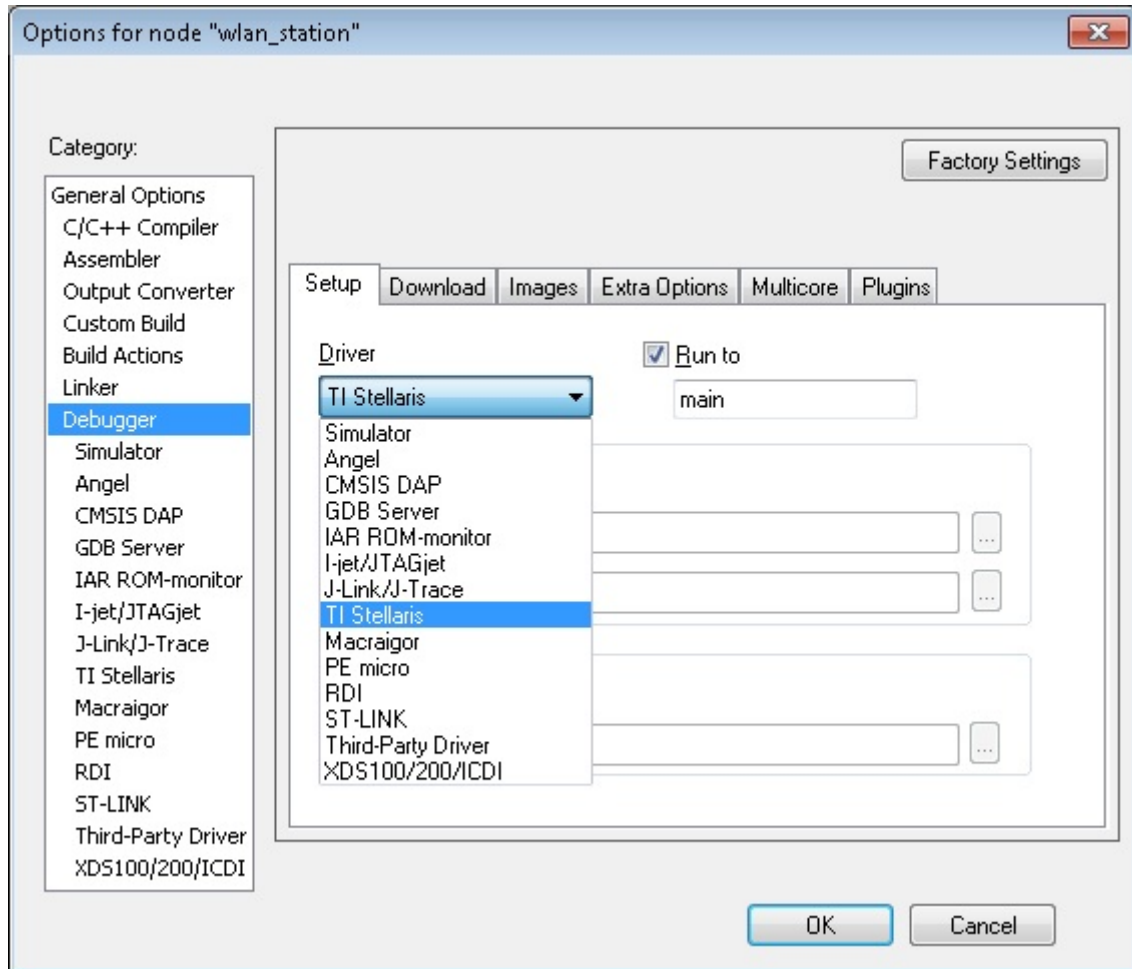 Options for node "wlan_station"
Category:
Factory Settings
General Options
C/C++ Compiler
Assembler
Output Converter
Custom Build
Build Actions
Linker
Debugger
Simulator
Angel
CMSIS DAP
GDB Server
IAR ROM-monitor
I-jet/JTAGjet
J-Link/J-Trace
TI Stellaris
Macraigor
PE micro
RDI
ST-LINK
Third-Party Driver
XDS100/200/ICDI
Setup Download Images Extra Options Multicore Plugins
Driver
Run to
TI Stellaris
main
Simulator
Angel
CMSIS DAP
GDB Server
IAR ROM-monitor
I-jet/JTAGjet
J-Link/J-Trace
TI Stellaris
Macraigor
PE micro
RDI
ST-LINK
Third-Party Driver
XDS100/200/ICDI
...
...
...
OK
Cancel